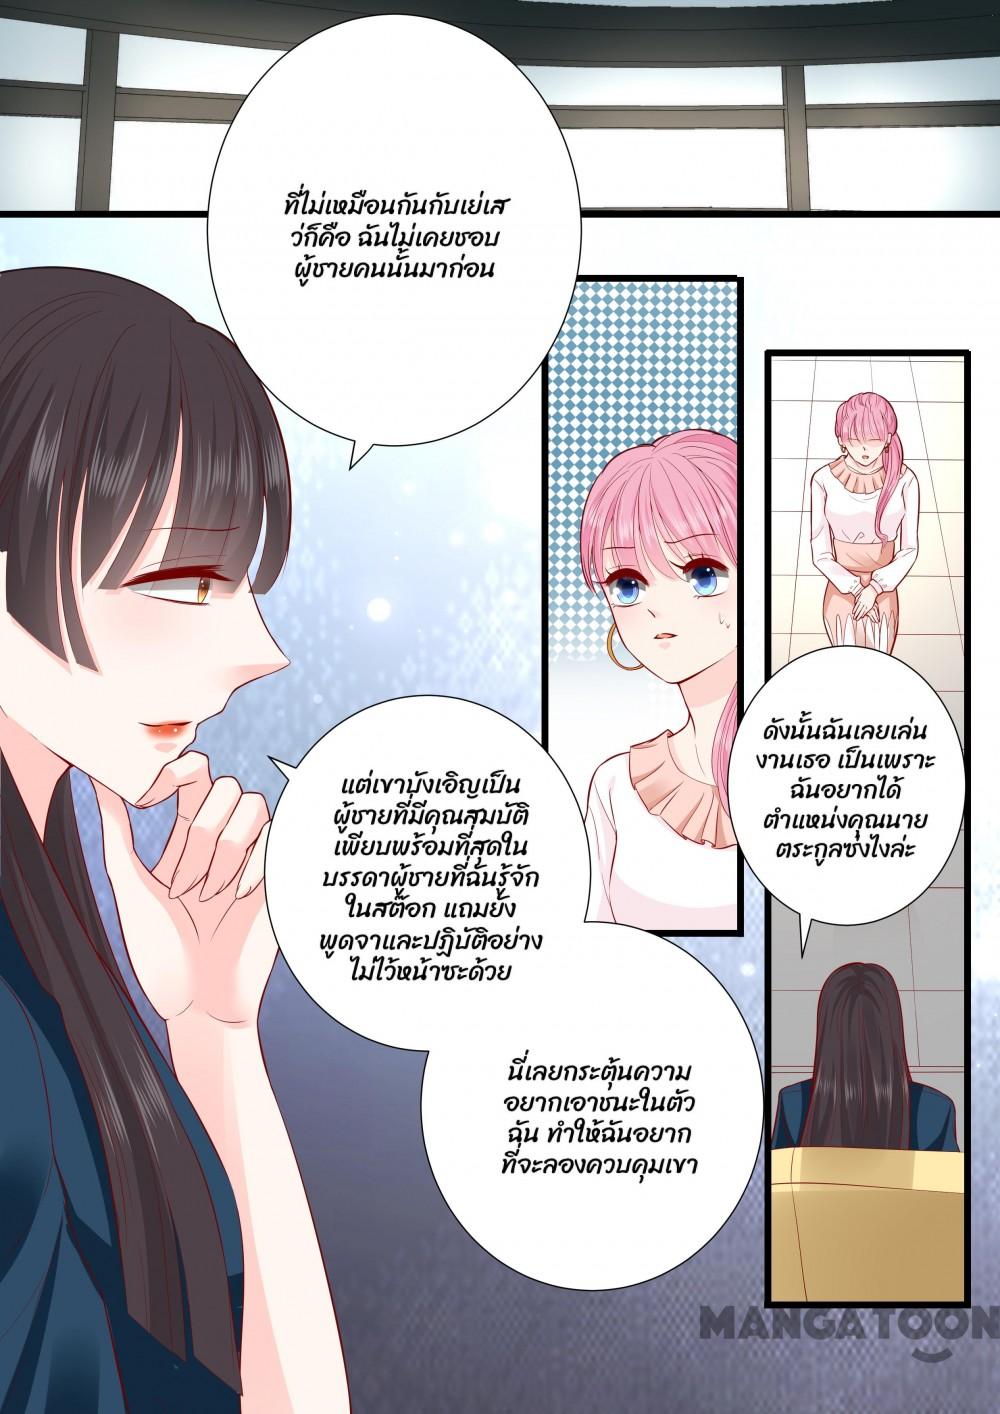 ที่ไม่เหมือนกันกับเย่เส
ว่ก็คือ ฉันไม่เคยชอบ
ผู้ชายคนนั้นมาก่อน
แต่เขาบังเอิญเป็น
ผู้ชายที่มีคุณสมบัติ
เพียบพร้อมที่สุดใน
บรรดาผู้ชายที่ฉันรู้จัก
ในสต๊อก แถมยัง
พูดจาและปฏิบัติอย่าง
ไม่ไว้หน้าซะด้วย
นี่เลยกระตุ้นความ
อยากเอาชนะในตัว
ฉัน ทำให้ฉันอยาก
ที่จะลองควบคุมเขา
ดังนั้นฉันเลยเล่น
งานเธอ เป็นเพราะ
ฉันอยากได้
ตำแหน่งคุณนาย
ตระกูลซ่งไงล่ะ
MANGATOON